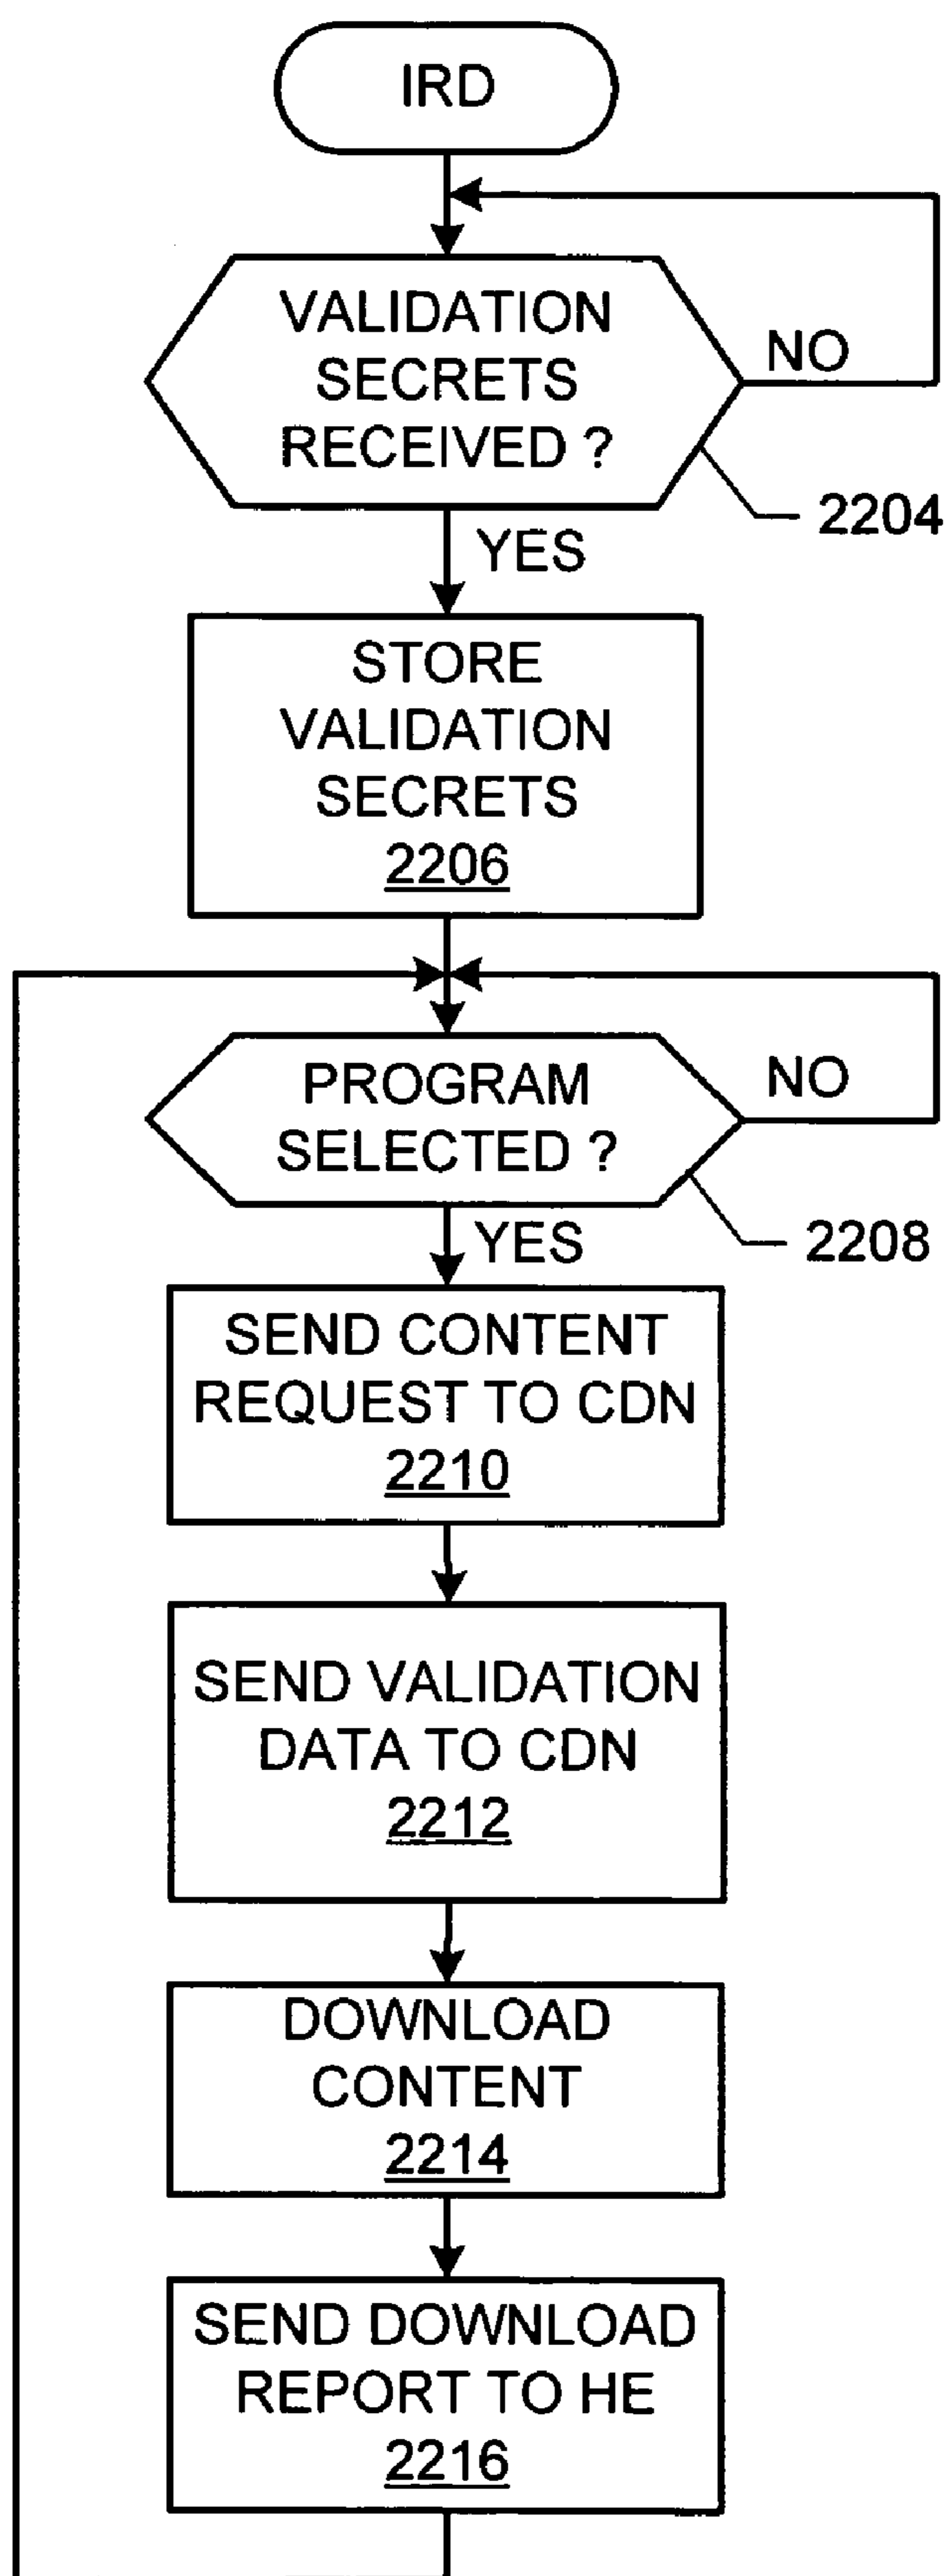 IRD
VALIDATION
SECRETS
RECEIVED ?
NO
2204
YES
STORE
VALIDATION
SECRETS
2206
PROGRAM
SELECTED ?
NO
2208
YES
SEND CONTENT
REQUEST TO CDN
2210
SEND VALIDATION
DATA TO CDN
2212
DOWNLOAD
CONTENT
2214
SEND DOWNLOAD
REPORT TO HE
2216